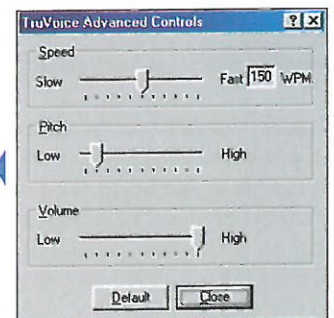 TruVoice Advanced Controls
Speed
Slow Fast 150 WPM
Pitch
Low High
Volume
Low High
Default Close